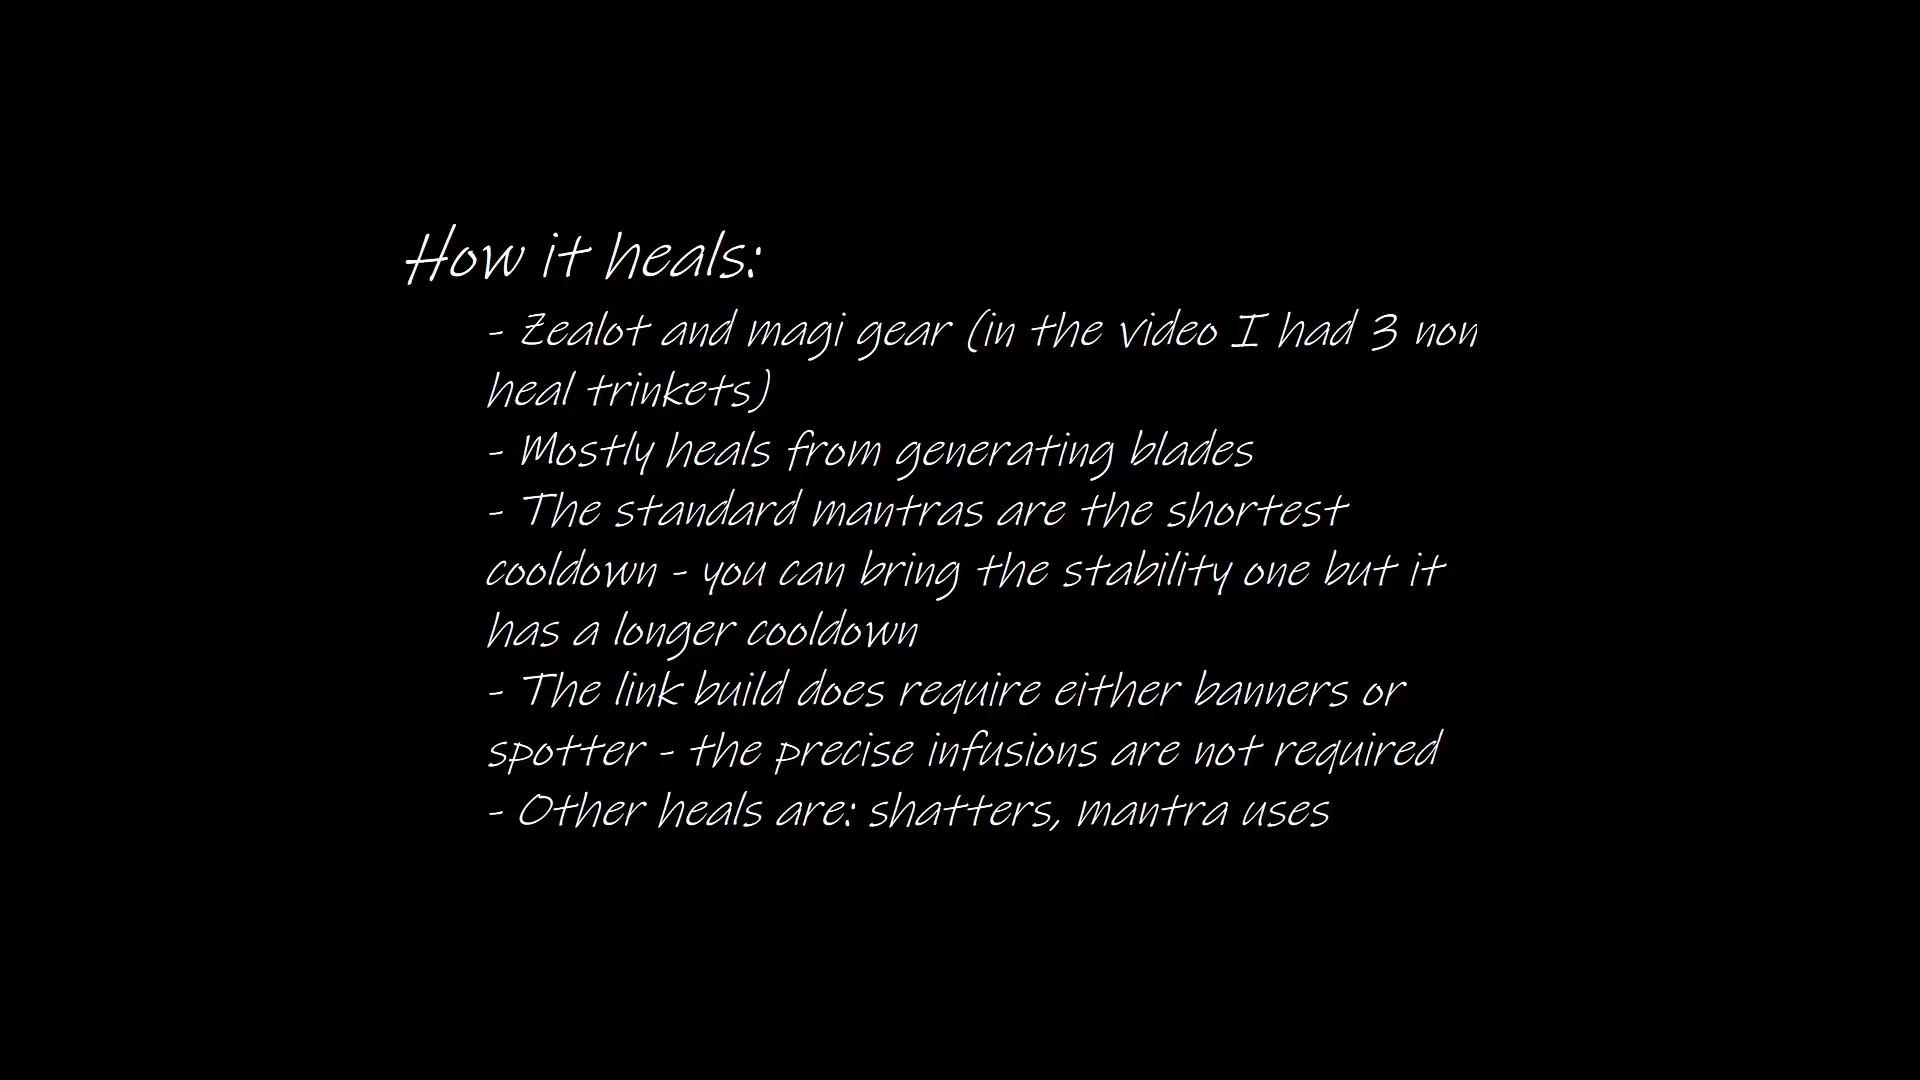 How it heals:
- Zealot and magi gear (in the video I had 3 non
heal trinkets)
- Mostly heals from generating blades
- The standard mantras are the shortest
cooldown - you can bring the stability one but it
has a longer cooldown
- The link build does require either banners or
spotter - the precise infusions are not required
- Other heals are: shatters, mantra uses